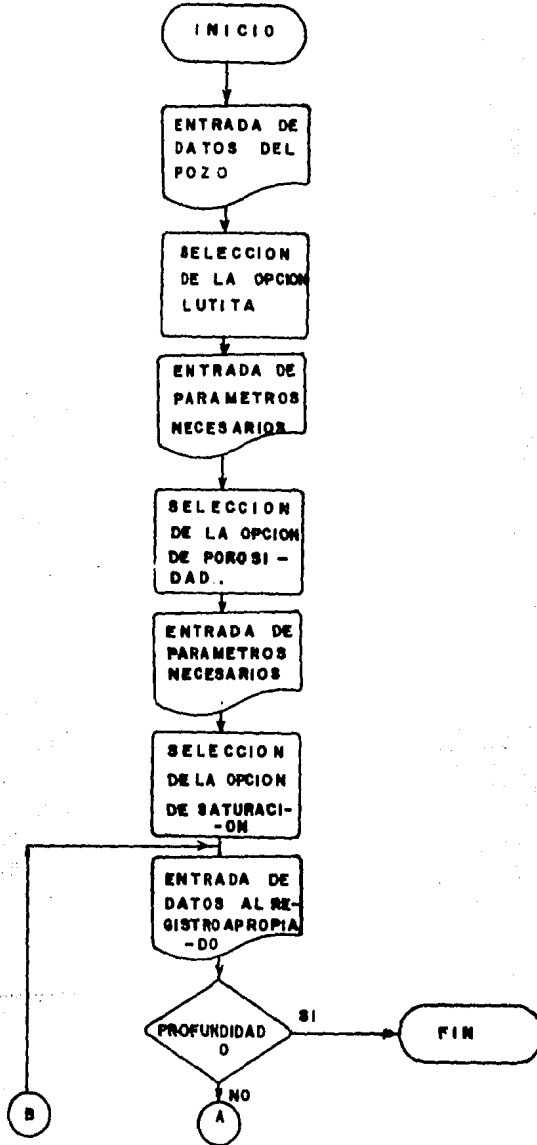 INICIO
ENTRADA DE
DATOS DEL
POZO
SELECCION
DE LA OPCION
LUTITA
ENTRADA DE
PARAMETROS
NECESARIOS
SELECCION
DE LA OPCION
DE POROSI-
DAD.
ENTRADA DE
PARAMETROS
NECESARIOS
SELECCION
DE LA OPCION
DE SATURACI-
-ON
ENTRADA DE
DATOS AL RE-
GISTRO APROPIA
-DO
PROFUNDIDAD
0
SI
FIN
NO
A
B